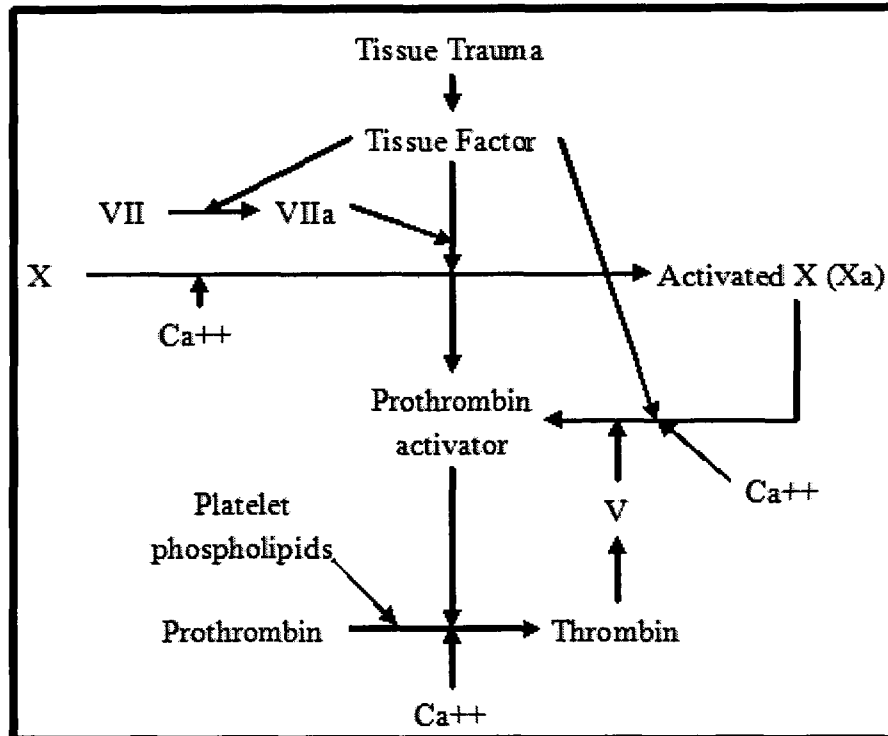 Tissue Trauma
Tissue Factor
VII
VIIa
X
Activated X (Xa)
Ca++
Prothrombin
activator
Ca++
V
Platelet
phospholipids
Prothrombin
Thrombin
Ca++